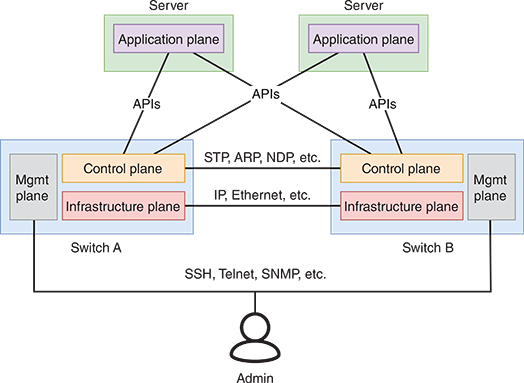 Server
Server
Application plane
Application plane
APIs
APIs
APIs
Mgmt
plane
Control plane
STP, ARP, NDP, etc.
Control plane
Mgmt
plane
Infrastructure plane
IP, Ethernet, etc.
Infrastructure plane
Switch A
Switch B
SSH, Telnet, SNMP, etc.
Admin